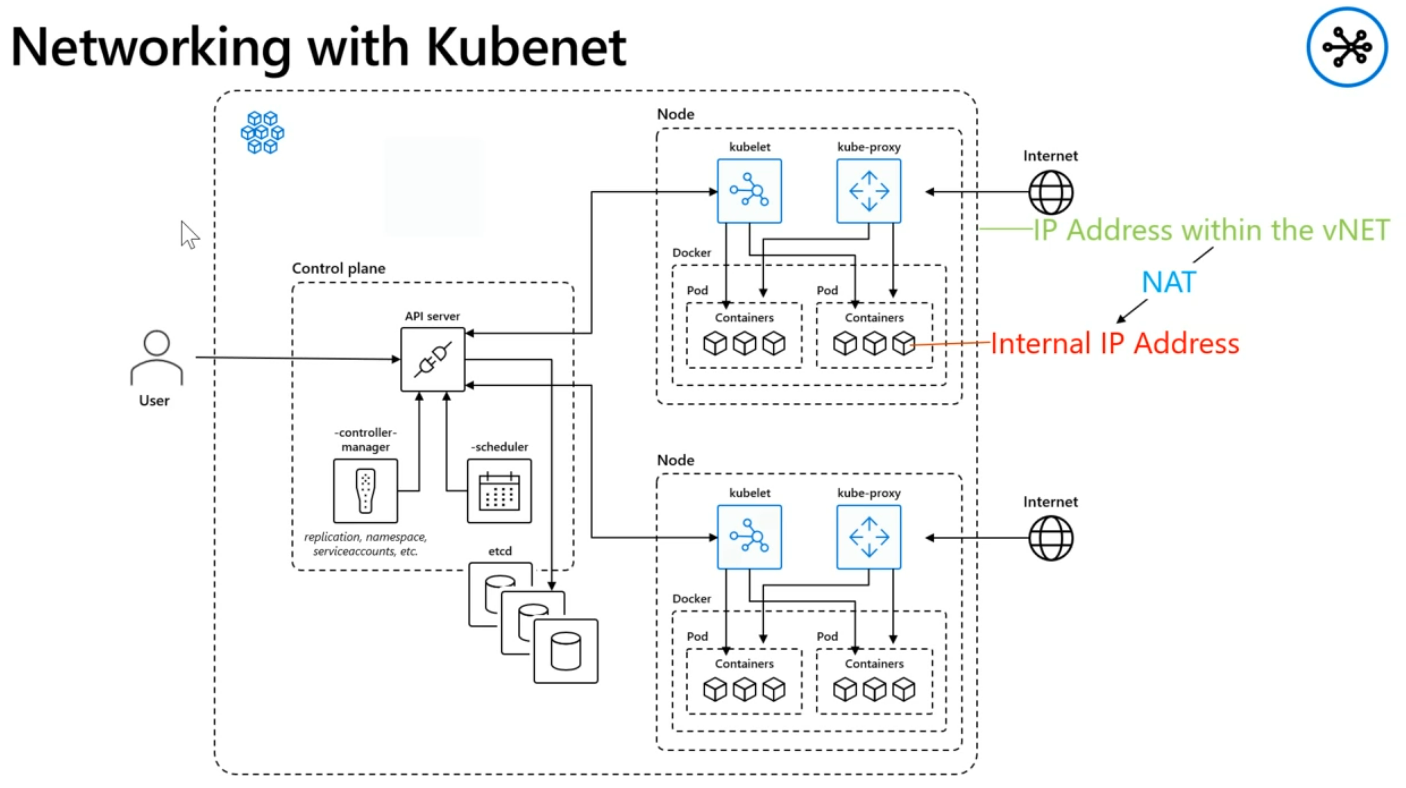 Networking with Kubenet
Node
kubelet
kube-proxy
Internet
IP Address within the vNET
Docker
NAT
Control plane
Pod
Pod
Containers
Containers
API server
Internal IP Address
User
-controller-
manager
-scheduler
replication, namespace,
serviceaccounts, etc.
etcd
Node
kubelet
kube-proxy
Internet
Docker
Pod
Pod
Containers
Containers